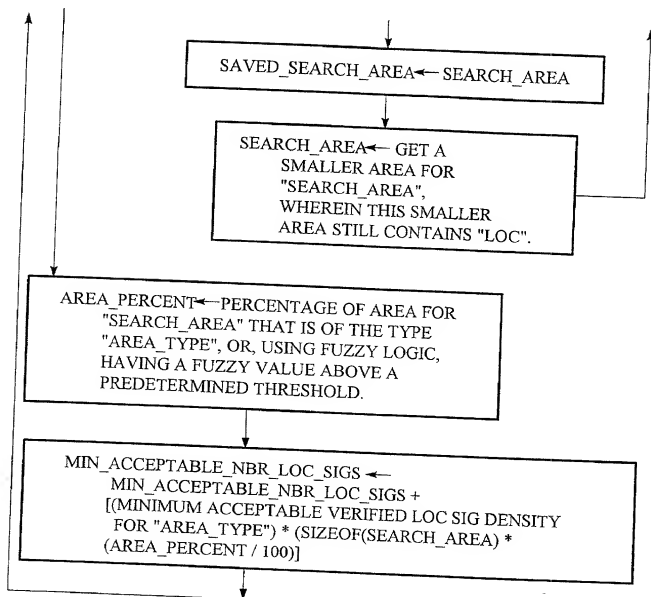 SAVED_SEARCH_AREA← SEARCH_AREA
SEARCH_AREA← GET A
SMALLER AREA FOR
"SEARCH_AREA",
WHEREIN THIS SMALLER
AREA STILL CONTAINS "LOC".
AREA_PERCENT←PERCENTAGE OF AREA FOR
"SEARCH_AREA" THAT IS OF THE TYPE
"AREA_TYPE", OR, USING FUZZY LOGIC,
HAVING A FUZZY VALUE ABOVE A
PREDETERMINED THRESHOLD.
MIN_ACCEPTABLE_NBR_LOC_SIGS ←
MIN_ACCEPTABLE_NBR_LOC_SIGS +
[(MINIMUM ACCEPTABLE VERIFIED LOC SIG DENSITY
FOR "AREA_TYPE") * (SIZEOF(SEARCH_AREA) *
(AREA_PERCENT / 100)]